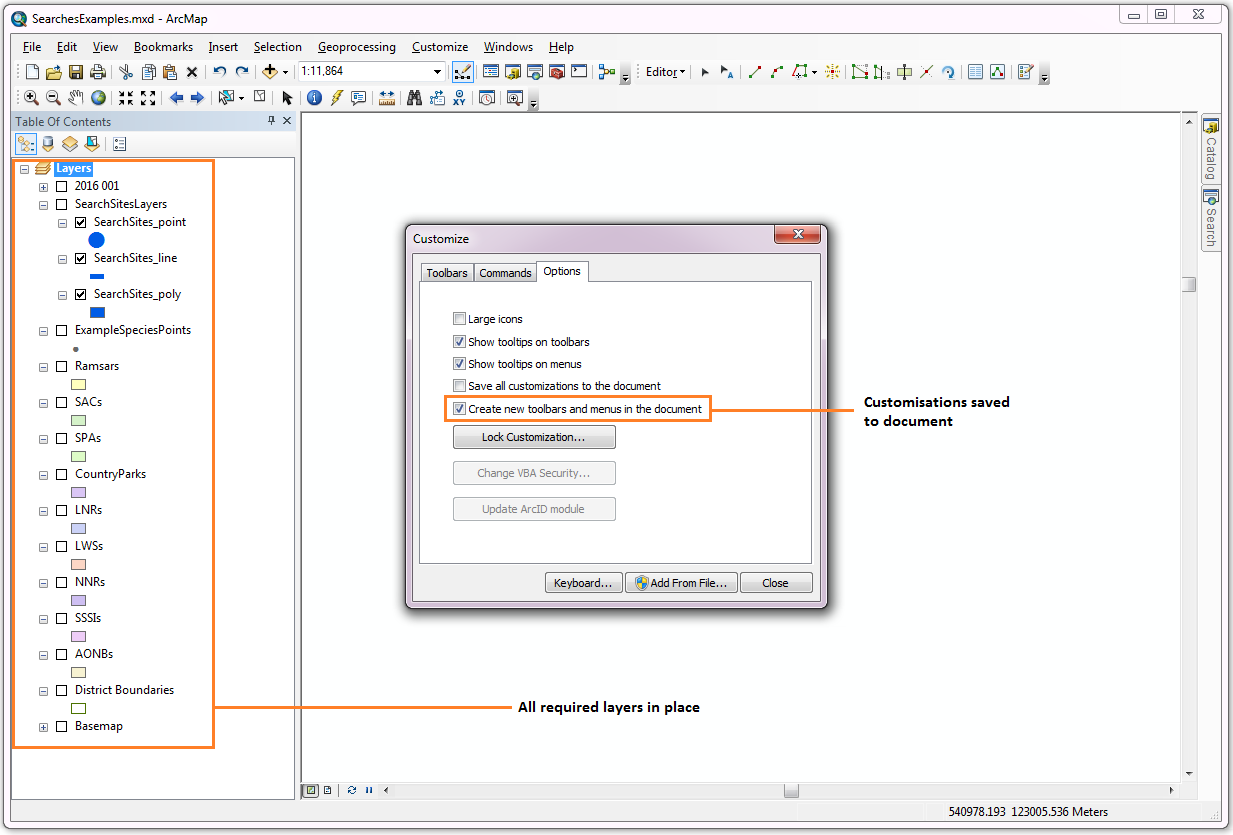 SearchesExamples.mxd - ArcMap
File Edit View Bookmarks Insert Selection Geoprocessing Customize Windows Help
1:11,864
Editor
XY
Table Of Contents
Layers
2016 001
SearchSitesLayers
SearchSites_point
SearchSites_line
SearchSites_poly
ExampleSpeciesPoints
Ramsars
SACs
SPAs
CountryParks
LNRs
LWSs
NNRs
SSSIs
AONBs
District Boundaries
Basemap
Customize
Toolbars Commands Options
Large icons
Show tooltips on toolbars
Show tooltips on menus
Save all customizations to the document
Create new toolbars and menus in the document
Lock Customization...
Change VBA Security...
Update ArcID module
Keyboard... Add From File... Close
Customisations saved
to document
All required layers in place
Catalog
Search
540978.193 123005.536 Meters